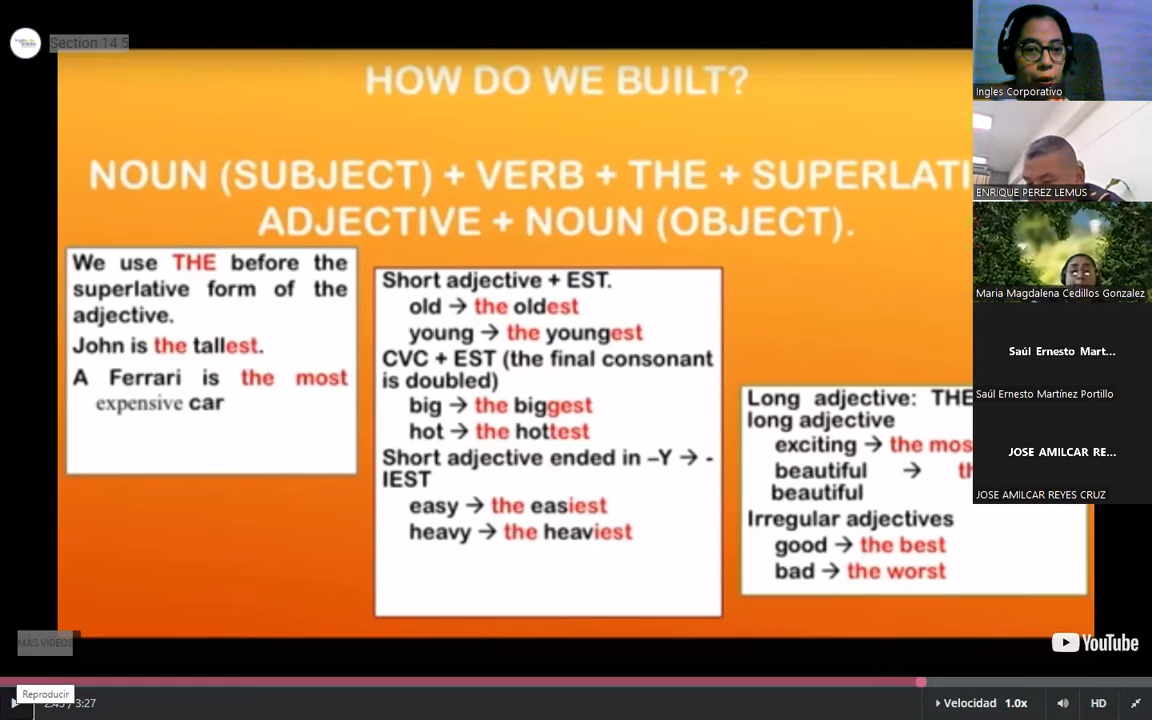 Section 14 5
HOW DO WE BUILT?
NOUN (SUBJECT) + VERB + THE + SUPERLATI
ADJECTIVE + NOUN (OBJECT).
We use THE before the
superlative form of the
adjective.
John is the tallest.
A Ferrari is the most
expensive car
Short adjective + EST.
old → the oldest
young → the youngest
CVC + EST (the final consonant
is doubled)
big → the biggest
hot → the hottest
Short adjective ended in –Y → -
IEST
easy → the easiest
heavy → the heaviest
Long adjective: THE
long adjective
exciting → the mos
beautiful → th
beautiful
Irregular adjectives
good → the best
bad → the worst
Ingles Corporativo
ENRIQUE PEREZ LEMUS
Maria Magdalena Cedillos Gonzalez
Saúl Ernesto Mart...
Saúl Ernesto Martínez Portillo
JOSE AMILCAR RE...
JOSE AMILCAR REYES CRUZ
MÁS VÍDEOS
YouTube
Reproducir
2:45 / 3:27
Velocidad 1.0x
HD